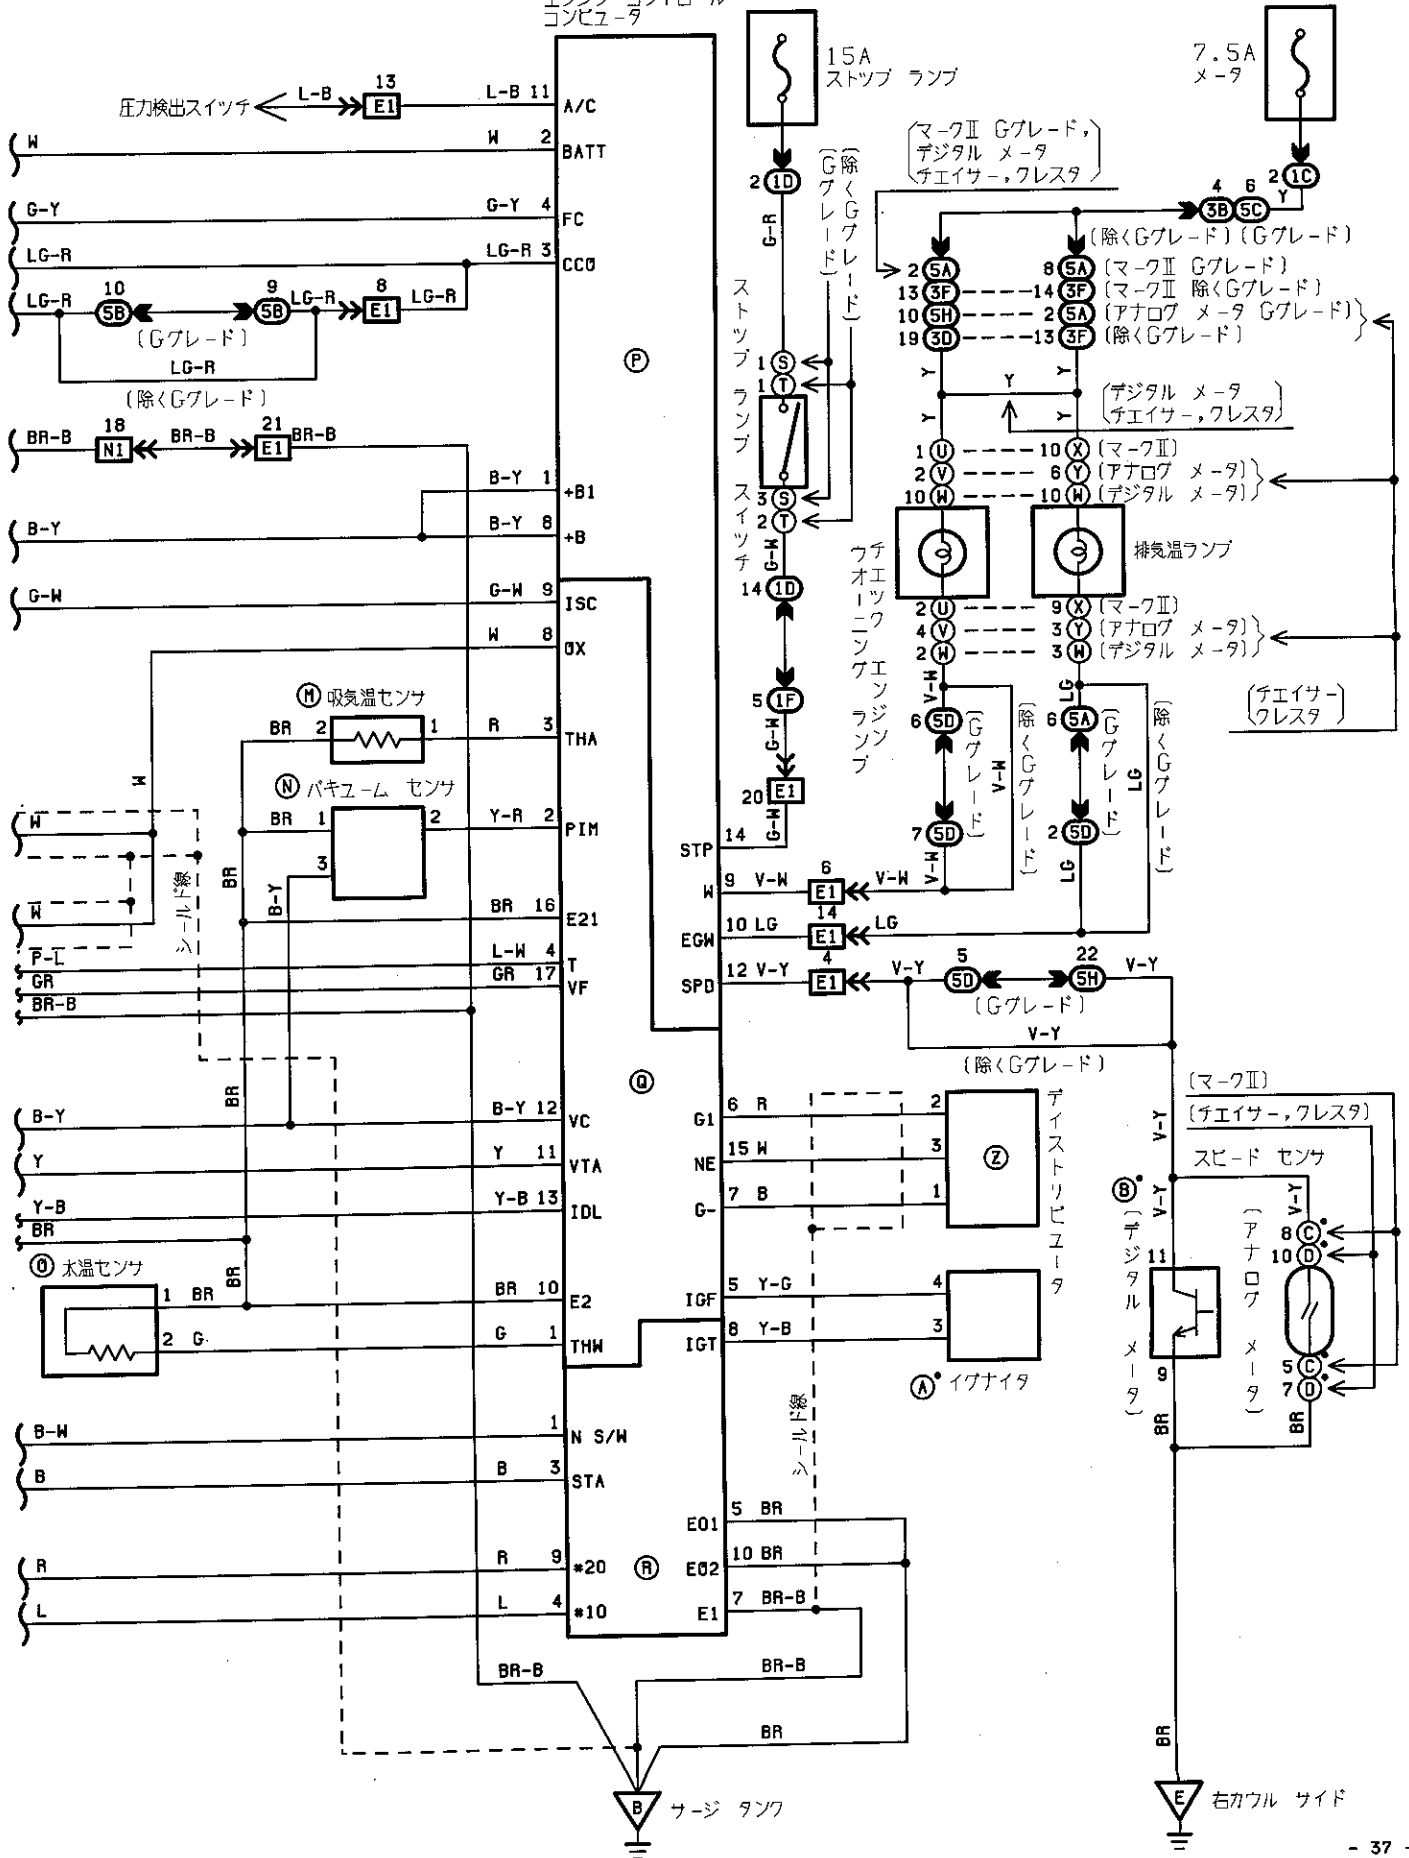 コンピュータ
15A
ストップ ランプ
7.5A
メータ
圧力検出スイッチ
L-B
13
E1
L-B 11
A/C
W
W 2
BATT
G-Y
G-Y 4
FC
LG-R
LG-R 3
CCO
LG-R
10
5B
9
5B
LG-R
8
E1
LG-R
(Gグレード)
LG-R
(除くGグレード)
BR-B
18
N1
BR-B
21
E1
BR-B
B-Y 1
+B1
B-Y
B-Y 8
+B
G-W
G-W 9
ISC
W 8
OX
P
M 吸気温センサ
BR 2
1
R 3
THA
N バキューム センサ
BR 1
2
3
Y-R 2
PIM
W
W
W
シールド線
BR
B-Y
BR 16
E21
P-L
L-W 4
T
GR
GR 17
VF
BR-B
Q
B-Y
BR
B-Y 12
VC
Y
Y 11
VTA
Y-B
Y-B 13
IDL
BR
BR
O 水温センサ
1 BR
BR 10
E2
2 G
G 1
THW
B-W
1
N S/W
B
B 3
STA
R
R 9
#20
L
L 4
#10
R
2 1D
G-R
(Gグレード)
(除くGグレード)
ストップ ランプ スイッチ
1 S
1 T
3 S
2 T
G-W
14 1D
5 1F
G-W
20 E1
G-W
14
STP
(マークⅡ Gグレード,
デジタル メータ
チェイサー,クレスタ)
2 1C
Y
4 6
3B 5C
(除くGグレード) (Gグレード)
2 5A
8 5A (マークⅡ Gグレード)
13 3F
14 3F (マークⅡ 除くGグレード)
10 5H
2 5A (アナログ メータ Gグレード)
19 3D
13 3F (除くGグレード)
Y
Y
Y
(デジタル メータ
チェイサー,クレスタ)
Y
Y
1 U
10 X (マークⅡ)
2 V
6 Y (アナログ メータ)
10 W
10 W (デジタル メータ)
チエック エンジン
ウオーニング ランプ
排気温ランプ
2 U
9 X (マークⅡ)
4 V
3 Y (アナログ メータ)
2 W
3 W (デジタル メータ)
(チェイサー
クレスタ)
V-W
LG
6 5D
(Gグレード)
(除くGグレード)
6 5A
(Gグレード)
(除くGグレード)
V-W
LG
7 5D
2 5D
V-W
LG
W
9 V-W
6
E1
V-W
EGW
10 LG
14
E1
LG
SPD
12 V-Y
4
E1
V-Y
5
5D
22
5H
V-Y
(Gグレード)
V-Y
(除くGグレード)
G1
6 R
2
NE
15 W
3
G-
7 B
1
Z
ディストリビュータ
IGF
5 Y-G
4
IGT
8 Y-B
3
A イグナイタ
シールド線
EO1
5 BR
EO2
10 BR
E1
7 BR-B
BR-B
BR-B
BR
B
サージ タンク
(マークⅡ)
(チェイサー,クレスタ)
V-Y
スピード センサ
B
V-Y
V-Y
(デジタル メータ)
(アナログ メータ)
8 C
10 D
11
9
5 C
7 D
BR
BR
BR
E
右カウル サイド
- 37 -